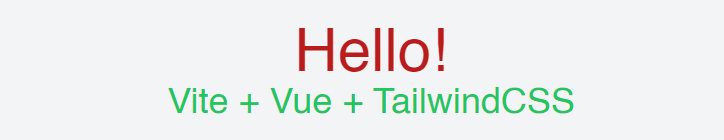 Hello!
Vite + Vue + TailwindCSS